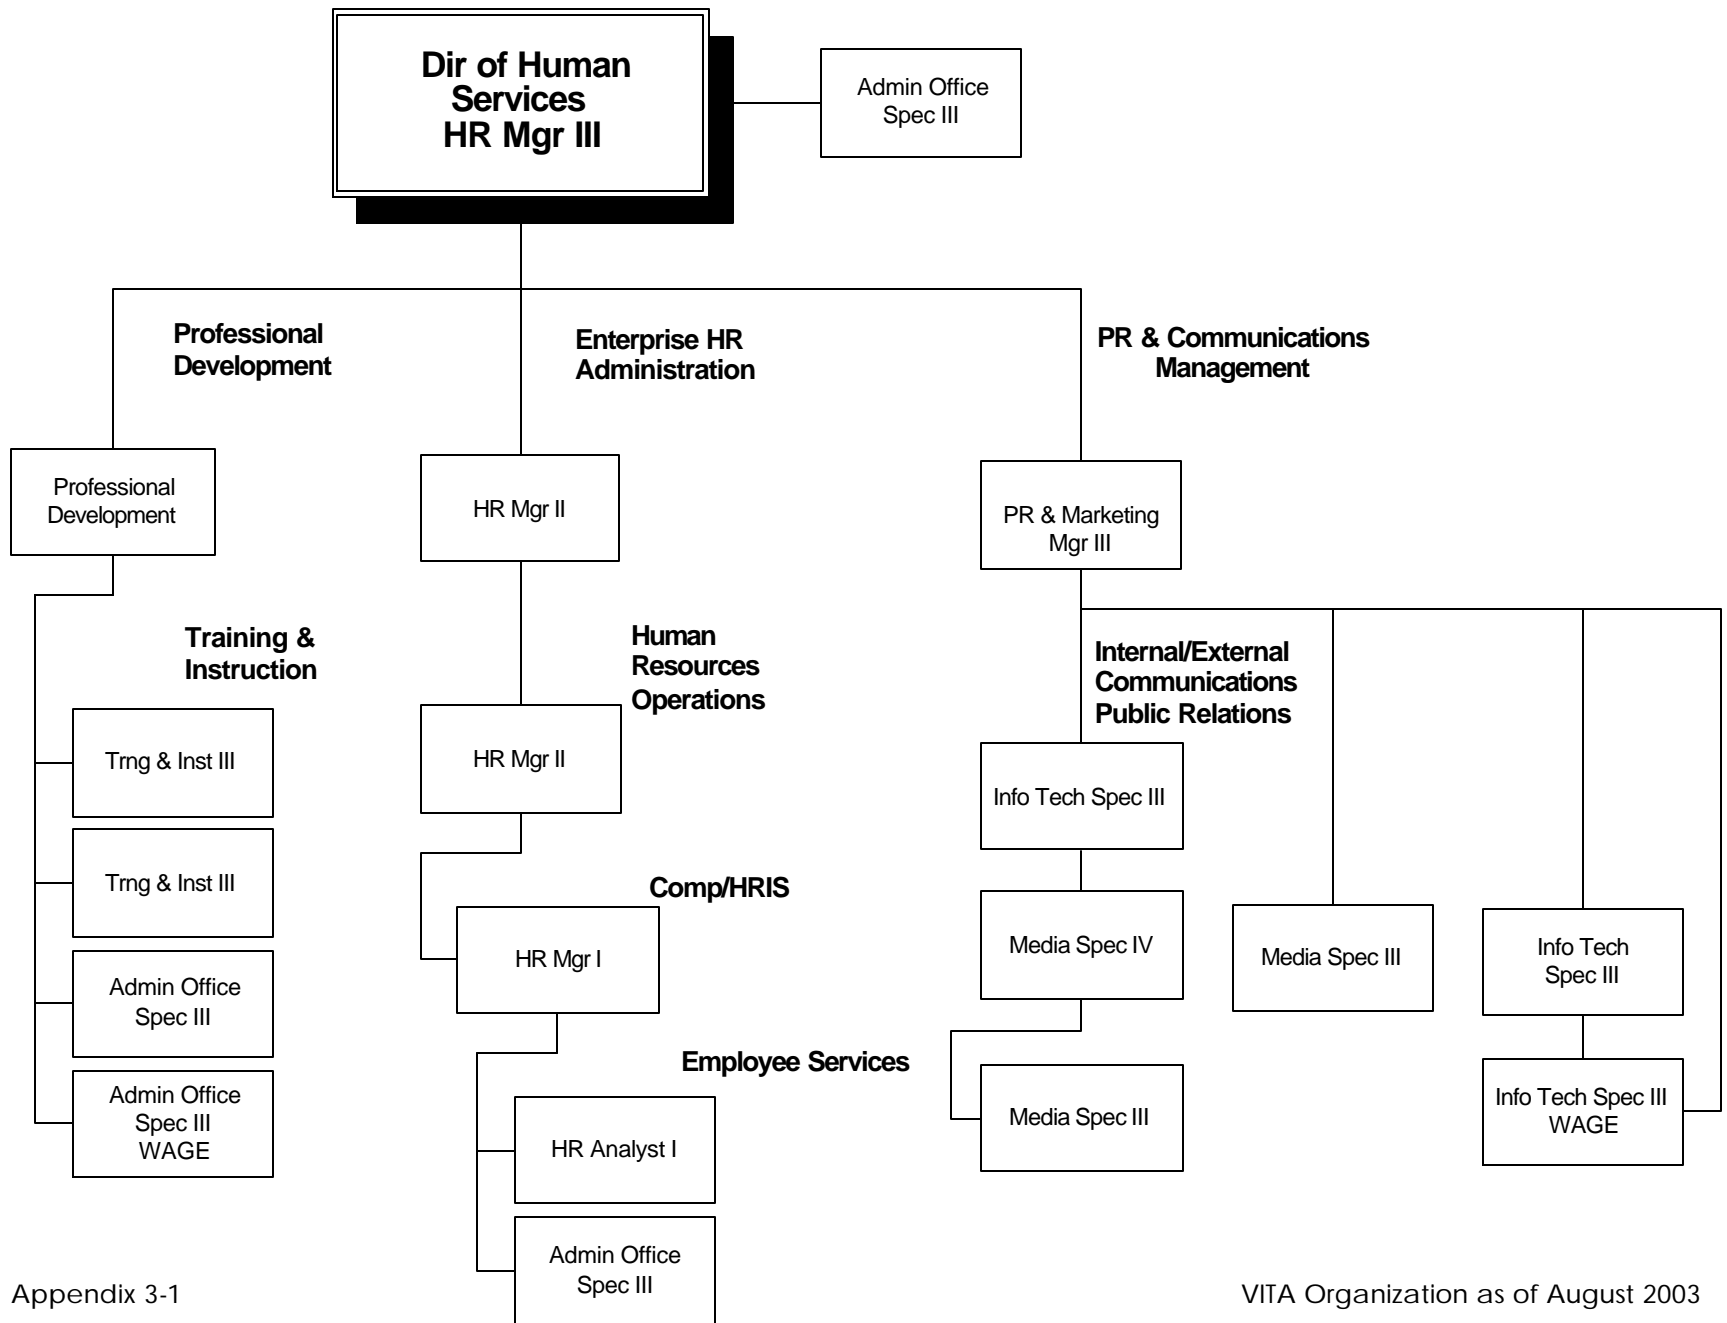 Dir of Human
Services
HR Mgr III
Admin Office
Spec III
Professional
Development
Enterprise HR
Administration
PR & Communications
Management
Professional
Development
HR Mgr II
PR & Marketing
Mgr III
Training &
Instruction
Human
Resources
Operations
Internal/External
Communications
Public Relations
Trng & Inst III
HR Mgr II
Info Tech Spec III
Trng & Inst III
Comp/HRIS
HR Mgr I
Media Spec IV
Media Spec III
Info Tech
Spec III
Admin Office
Spec III
Employee Services
Admin Office
Spec III
WAGE
HR Analyst I
Media Spec III
Info Tech Spec III
WAGE
Admin Office
Spec III
Appendix 3-1
VITA Organization as of August 2003